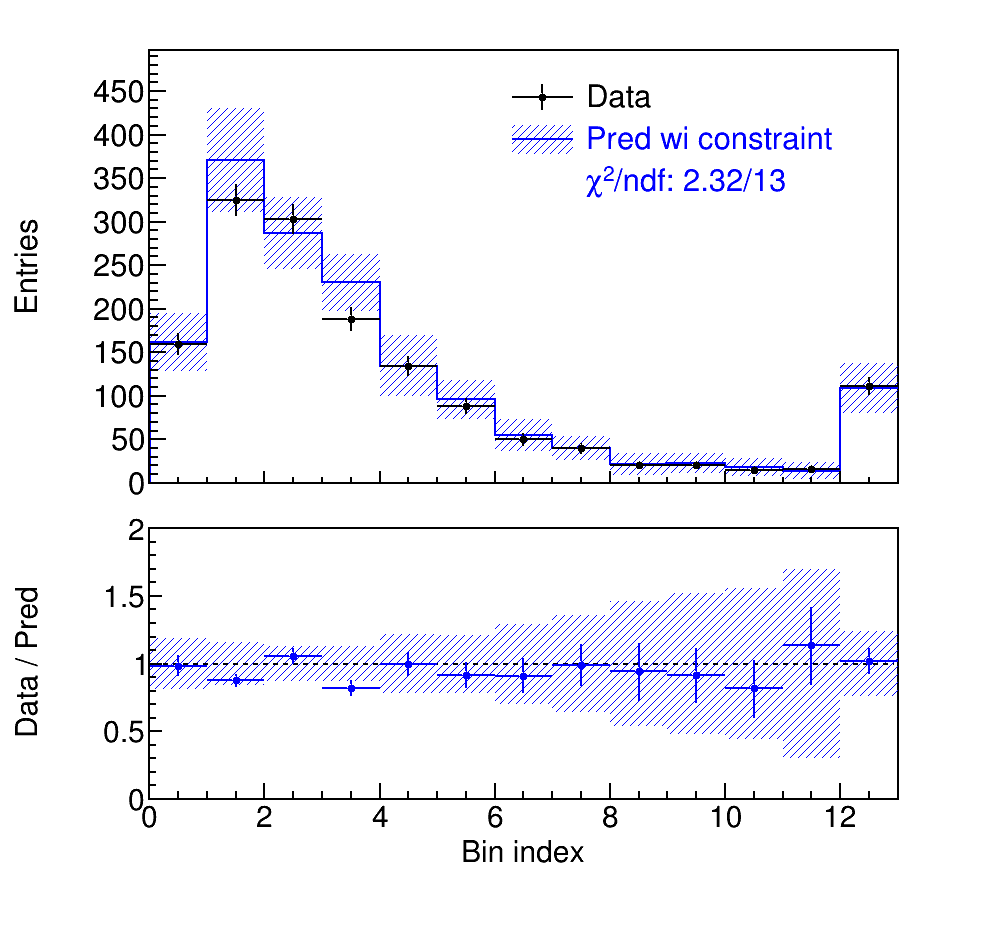 Entries
450
400
350
300
250
200
150
100
50
0
Data
Pred wi constraint
χ²/ndf: 2.32/13
Data / Pred
2
1.5
1
0.5
0
0 2 4 6 8 10 12
Bin index